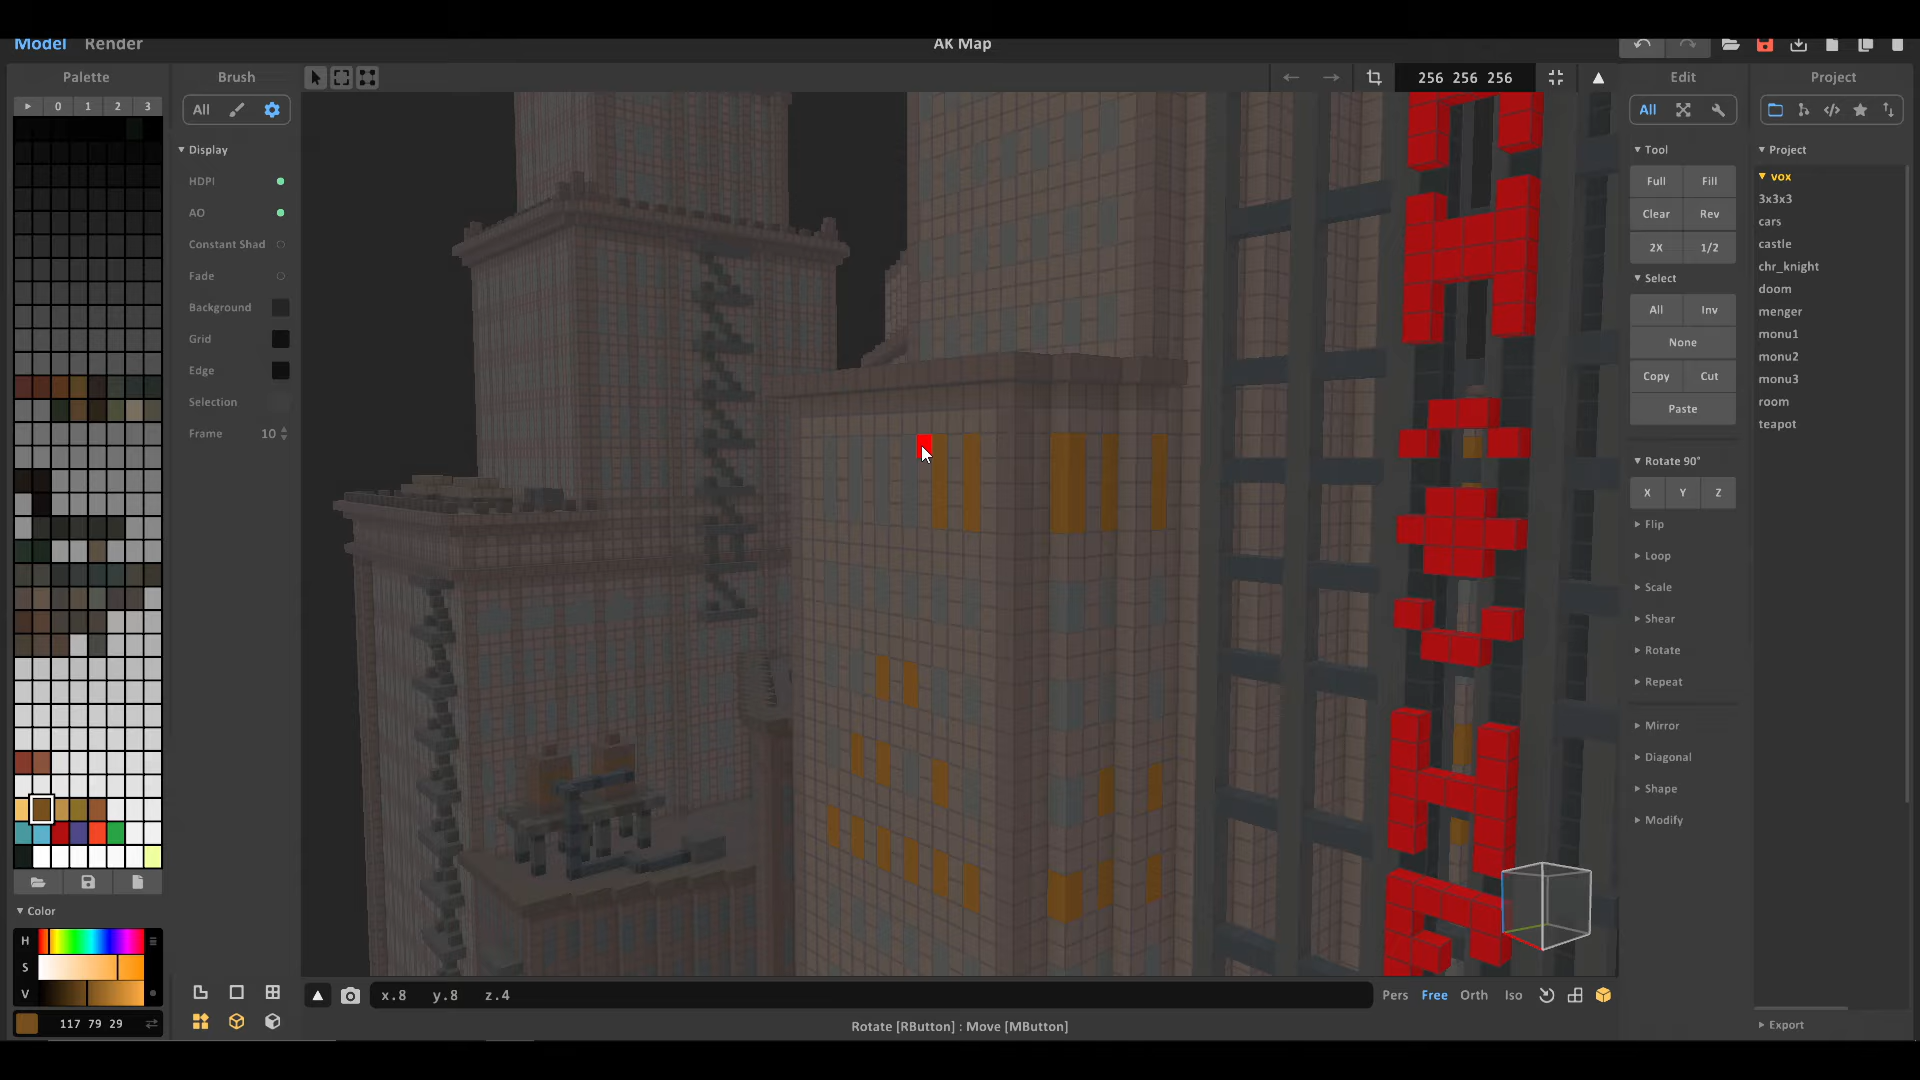 Model Render AK Map
Palette Brush 256 256 256 Edit Project
0 1 2 3 All All
Display
HDPI
AO
Constant Shad
Fade
Background
Grid
Edge
Selection
Frame 10
Color
H
S
V
117 79 29
x.8 y.8 z.4
Pers Free Orth Iso
Rotate [RButton] : Move [MButton]
Tool
Full Fill
Clear Rev
2X 1/2
Select
All Inv
None
Copy Cut
Paste
Rotate 90°
X Y Z
Flip
Loop
Scale
Shear
Rotate
Repeat
Mirror
Diagonal
Shape
Modify
Project
vox
3x3x3
cars
castle
chr_knight
doom
menger
monu1
monu2
monu3
room
teapot
Export